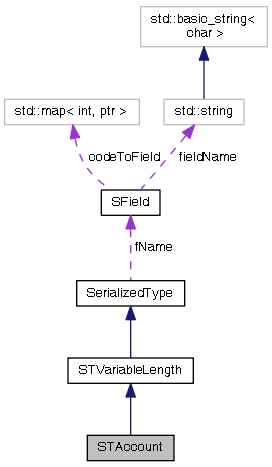 std::basic_string<
char >
std::map< int, ptr >
std::string
codeToField
fieldName
SField
fName
SerializedType
STVariableLength
STAccount